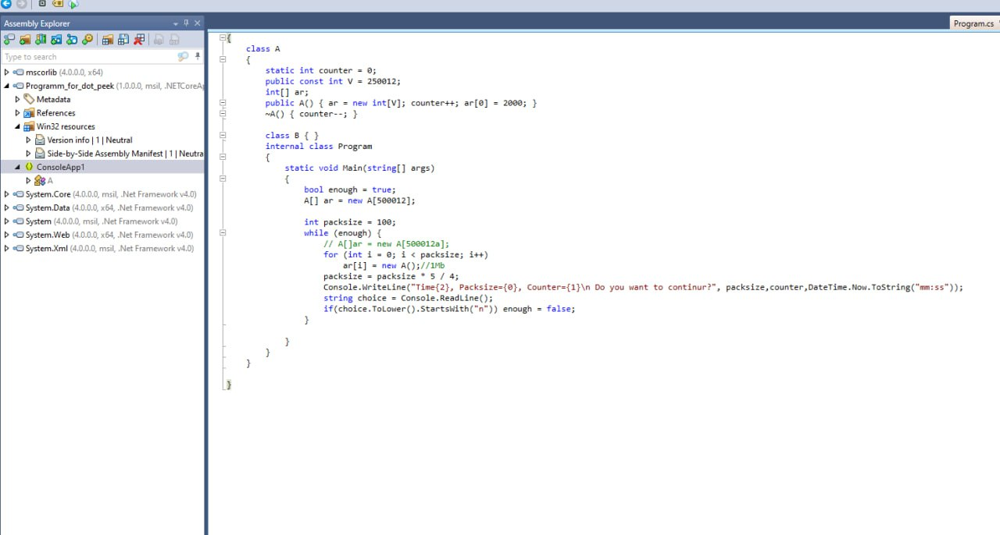 Assembly Explorer
Program.cs
Type to search
mscorlib (4.0.0.0, x64)
Programm_for_dot_peek (1.0.0.0, msil, .NETCoreAp
Metadata
References
Win32 resources
Version info | 1 | Neutral
Side-by-Side Assembly Manifest | 1 | Neutra
ConsoleApp1
A
System.Core (4.0.0.0, msil, .Net Framework v4.0)
System.Data (4.0.0.0, x64, .Net Framework v4.0)
System (4.0.0.0, msil, .Net Framework v4.0)
System.Web (4.0.0.0, x64, .Net Framework v4.0)
System.Xml (4.0.0.0, msil, .Net Framework v4.0)
{
class A
{
static int counter = 0;
public const int V = 250012;
int[] ar;
public A() { ar = new int[V]; counter++; ar[0] = 2000; }
~A() { counter--; }
class B { }
internal class Program
{
static void Main(string[] args)
{
bool enough = true;
A[] ar = new A[500012];
int packsize = 100;
while (enough) {
// A[]ar = new A[500012a];
for (int i = 0; i < packsize; i++)
ar[i] = new A();//1Mb
packsize = packsize * 5 / 4;
Console.WriteLine("Time{2}, Packsize={0}, Counter={1}\n Do you want to continur?", packsize,counter,DateTime.Now.ToString("mm:ss"));
string choice = Console.ReadLine();
if(choice.ToLower().StartsWith("n")) enough = false;
}
}
}
}
}